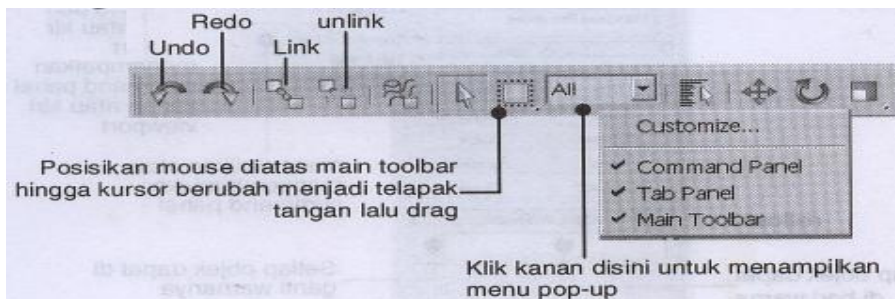 Redo unlink
Undo Link
All
Customize...
Command Panel
Tab Panel
Main Toolbar
Posisikan mouse diatas main toolbar
hingga kursor berubah menjadi telapak
tangan lalu drag
Klik kanan disini untuk menampilkan
menu pop-up